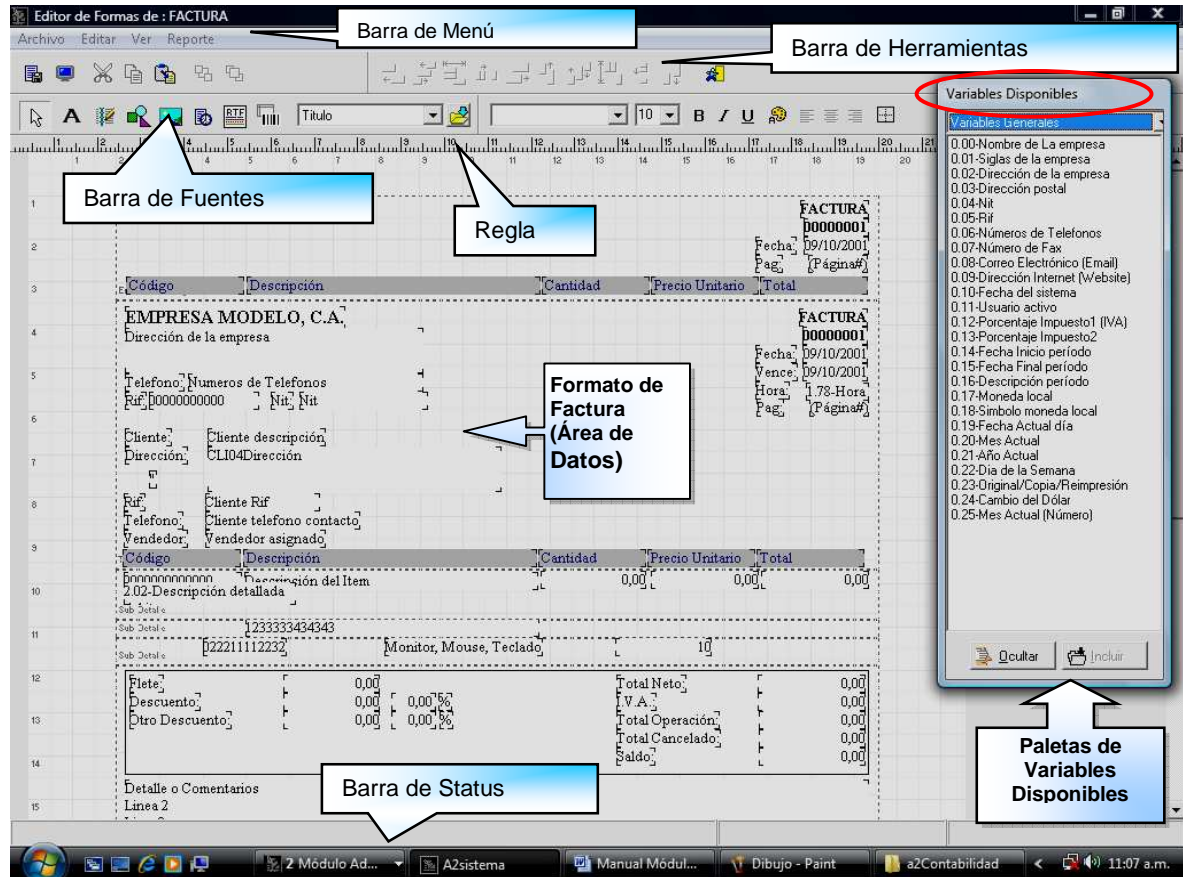 Editor de Formas de : FACTURA
Archivo Editar Ver Reporte
Barra de Menú
Barra de Herramientas
A RTF Titulo 10 B I U
Variables Disponibles
Variables Generales
0.00-Nombre de La empresa
0.01-Siglas de la empresa
0.02-Dirección de la empresa
0.03-Dirección postal
0.04-Nit
0.05-Rif
0.06-Números de Telefonos
0.07-Número de Fax
0.08-Correo Electrónico (Email)
0.09-Dirección Internet (Website)
0.10-Fecha del sistema
0.11-Usuario activo
0.12-Porcentaje Impuesto1 (IVA)
0.13-Porcentaje Impuesto2
0.14-Fecha Inicio período
0.15-Fecha Final período
0.16-Descripción período
0.17-Moneda local
0.18-Simbolo moneda local
0.19-Fecha Actual día
0.20-Mes Actual
0.21-Año Actual
0.22-Dia de la Semana
0.23-Original/Copia/Reimpresión
0.24-Cambio del Dólar
0.25-Mes Actual (Número)
Ocultar Incluir
Paletas de
Variables
Disponibles
Barra de Fuentes
Regla
FACTURA
00000001
Fecha: 09/10/2001
Pag: (Página#)
Código Descripción Cantidad Precio Unitario Total
EMPRESA MODELO, C.A. FACTURA
Dirección de la empresa 00000001
Fecha: 09/10/2001
Vence: 09/10/2001
Telefono: Numeros de Telefonos
Hora: 1.78-Hora
Rif: 0000000000 Nit: Nit
Pag: (Página#)
Formato de
Factura
(Área de
Datos)
Cliente: Cliente descripción
Dirección: CLI04Dirección
Rif: Cliente Rif
Telefono: Cliente telefono contacto
Vendedor: Vendedor asignado
Código Descripción Cantidad Precio Unitario Total
Descripción del Item 0,00 0,00 0,00
2.02-Descripción detallada
Sub Detalle
Sub Detalle 1233333434343
Sub Detalle 022211112232 Monitor, Mouse, Teclado 10
Flete: 0,00 Total Neto: 0,00
Descuento: 0,00 0,00 % I.V.A.: 0,00
Otro Descuento: 0,00 0,00 % Total Operación: 0,00
Total Cancelado: 0,00
Saldo: 0,00
Detalle o Comentarios
Linea 2
Barra de Status
2 Módulo Ad... A2sistema Manual Módul... Dibujo - Paint a2Contabilidad 11:07 a.m.